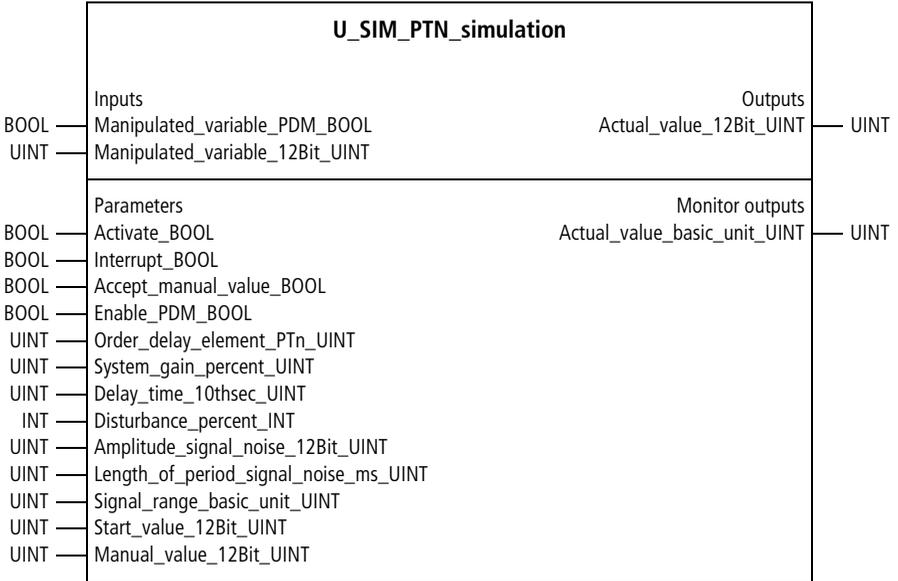 U_SIM_PTN_simulation
Inputs Outputs
BOOL Manipulated_variable_PDM_BOOL Actual_value_12Bit_UINT UINT
UINT Manipulated_variable_12Bit_UINT
Parameters Monitor outputs
BOOL Activate_BOOL Actual_value_basic_unit_UINT UINT
BOOL Interrupt_BOOL
BOOL Accept_manual_value_BOOL
BOOL Enable_PDM_BOOL
UINT Order_delay_element_PTn_UINT
UINT System_gain_percent_UINT
UINT Delay_time_10thsec_UINT
INT Disturbance_percent_INT
UINT Amplitude_signal_noise_12Bit_UINT
UINT Length_of_period_signal_noise_ms_UINT
UINT Signal_range_basic_unit_UINT
UINT Start_value_12Bit_UINT
UINT Manual_value_12Bit_UINT